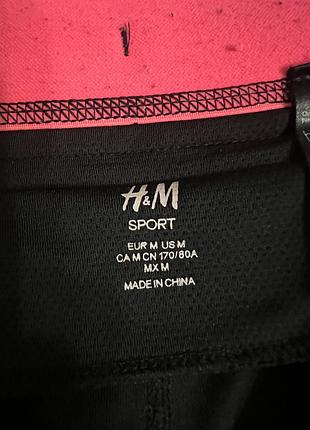 H&M
SPORT
EUR M US M
CA M CN 170/80A
MX M
MADE IN CHINA